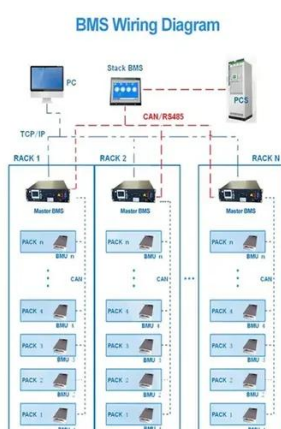 BMS Wiring Diagram
Stack BMS
PC
PCS
CAN/RS485
TCP/IP
RACK 1
RACK 2
RACK N
Master BMS
Master BMS
Master BMS
PACK n
PACK n
PACK n
BMU n
BMU n
BMU n
CAN
CAN
CAN
PACK 4
PACK 4
PACK 4
BMU 4
BMU 4
BMU 4
PACK 3
PACK 3
PACK 3
BMU 3
BMU 3
BMU 3
PACK 2
PACK 2
PACK 2
BMU 2
BMU 2
BMU 2
PACK 1
PACK 1
PACK 1